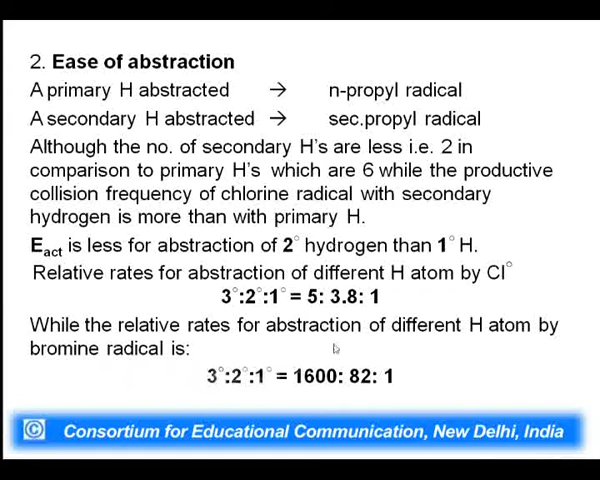 2. Ease of abstraction
A primary H abstracted → n-propyl radical
A secondary H abstracted → sec.propyl radical
Although the no. of secondary H's are less i.e. 2 in
comparison to primary H's which are 6 while the productive
collision frequency of chlorine radical with secondary
hydrogen is more than with primary H.
Eact is less for abstraction of 2° hydrogen than 1° H.
Relative rates for abstraction of different H atom by Cl°
3°:2°:1° = 5: 3.8: 1
While the relative rates for abstraction of different H atom by
bromine radical is:
3°:2°:1° = 1600: 82: 1
© Consortium for Educational Communication, New Delhi, India